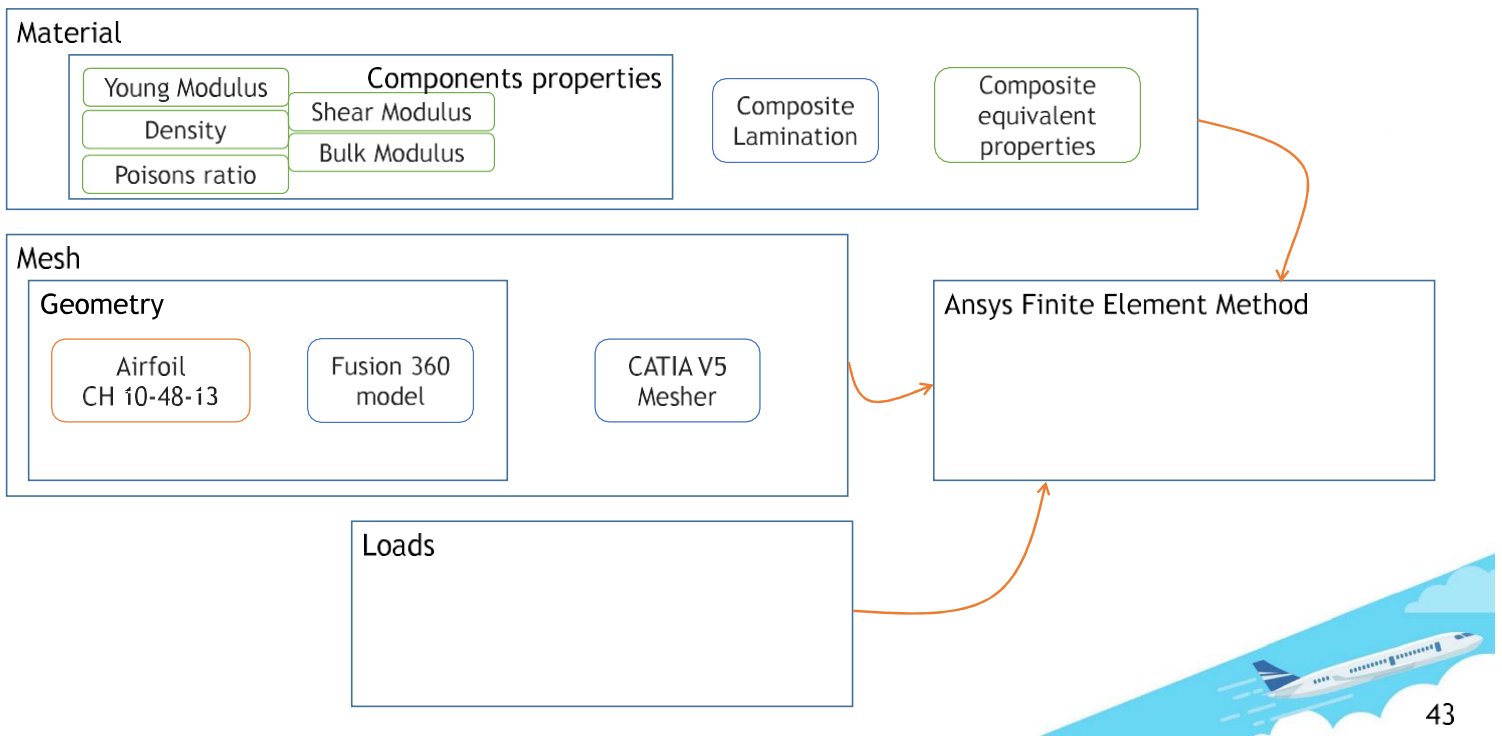 Material
Components properties
Young Modulus
Shear Modulus
Density
Bulk Modulus
Poisons ratio
Composite
Lamination
Composite
equivalent
properties
Mesh
Geometry
Airfoil
CH 10-48-13
Fusion 360
model
CATIA V5
Mesher
Ansys Finite Element Method
Loads
43